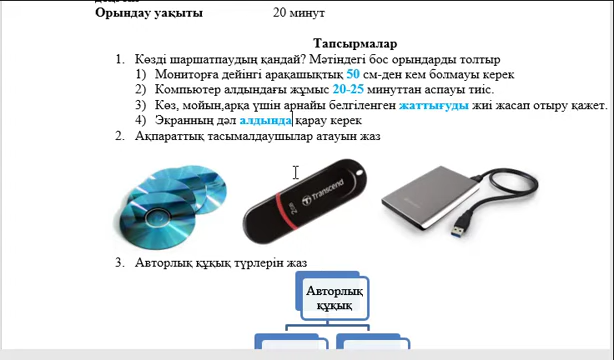 Орындау уақыты 20 минут
Тапсырмалар
1. Көзді шаршатпаудың қандай? Мәтіндегі бос орындарды толтыр
1) Мониторға дейінгі арақашықтық 50 см-ден кем болмауы керек
2) Компьютер алдындағы жұмыс 20-25 минуттан аспауы тиіс.
3) Көз, мойын,арқа үшін арнайы белгіленген жаттығуды жиі жасап отыру қажет.
4) Экранның дәл алдында қарау керек
2. Ақпараттық тасымалдаушылар атауын жаз
Transcend
2GB
3. Авторлық құқық түрлерін жаз
Авторлық
құқық